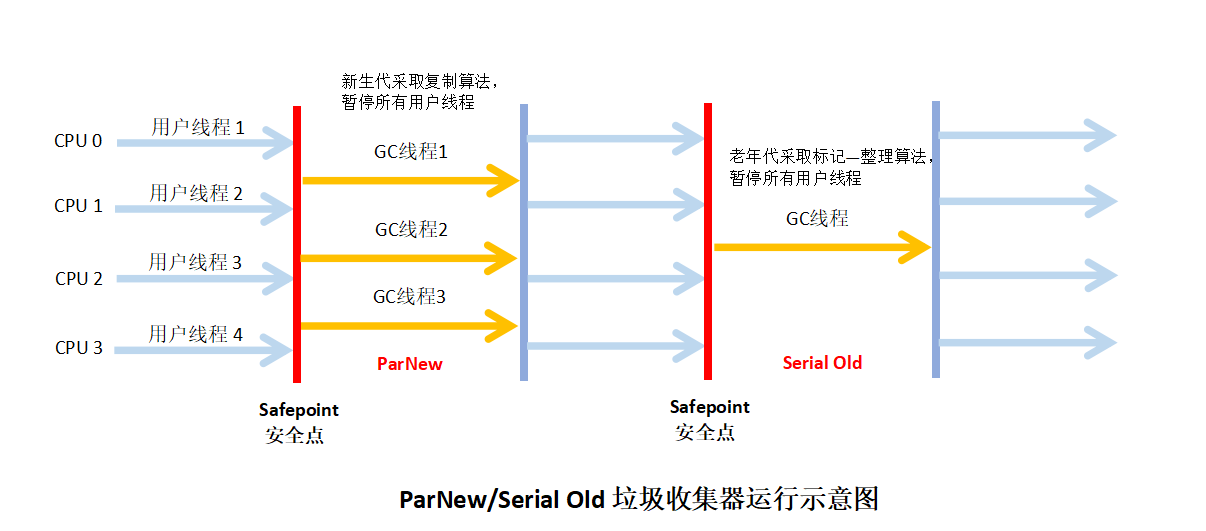 新生代采取复制算法，
暂停所有用户线程
CPU 0
用户线程 1
GC线程1
老年代采取标记—整理算法，
暂停所有用户线程
CPU 1
用户线程 2
GC线程2
GC线程
CPU 2
用户线程 3
GC线程3
CPU 3
用户线程 4
ParNew
Serial Old
Safepoint
安全点
Safepoint
安全点
ParNew/Serial Old 垃圾收集器运行示意图